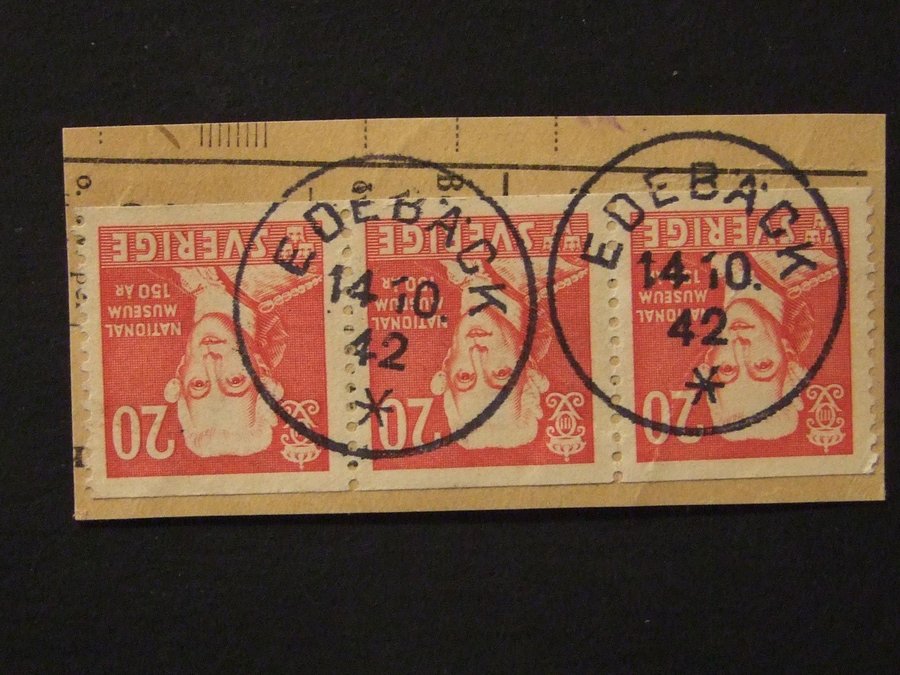 EDEBÄCK
14.10.
42
*
EDEBÄCK
14.10.
42
*
SVERIGE
NATIONAL
MUSEUM
150 ÅR
20
SVERIGE
NATIONAL
MUSEUM
150 ÅR
20
SVERIGE
NATIONAL
MUSEUM
150 ÅR
20